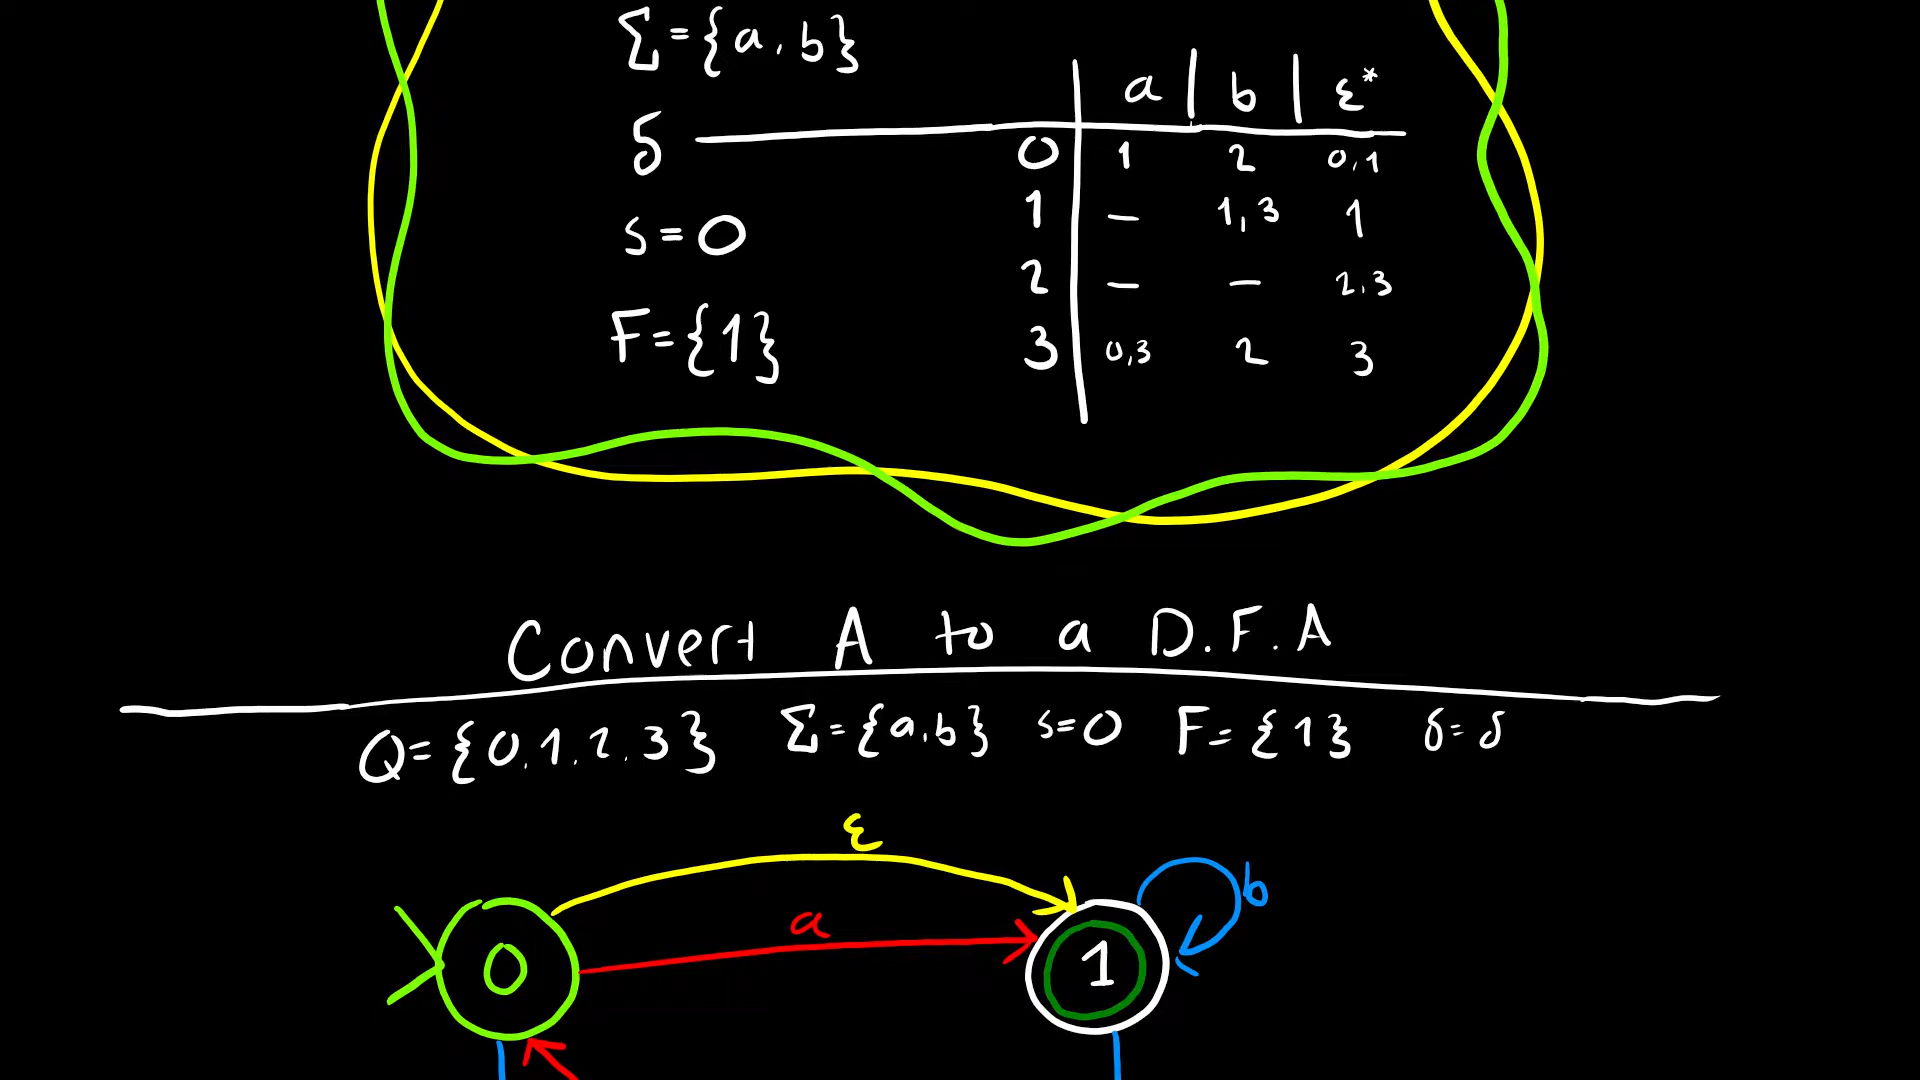 Σ={a,b}
a | b | ε*
δ 0 1 2 0,1
s=0 1 — 1,3 1
2 — — 2,3
F={1} 3 0,3 2 3
Convert A to a D.F.A
Q={0,1,2,3} Σ={a,b} s=0 F={1} δ=δ
ε
b
a
0 1